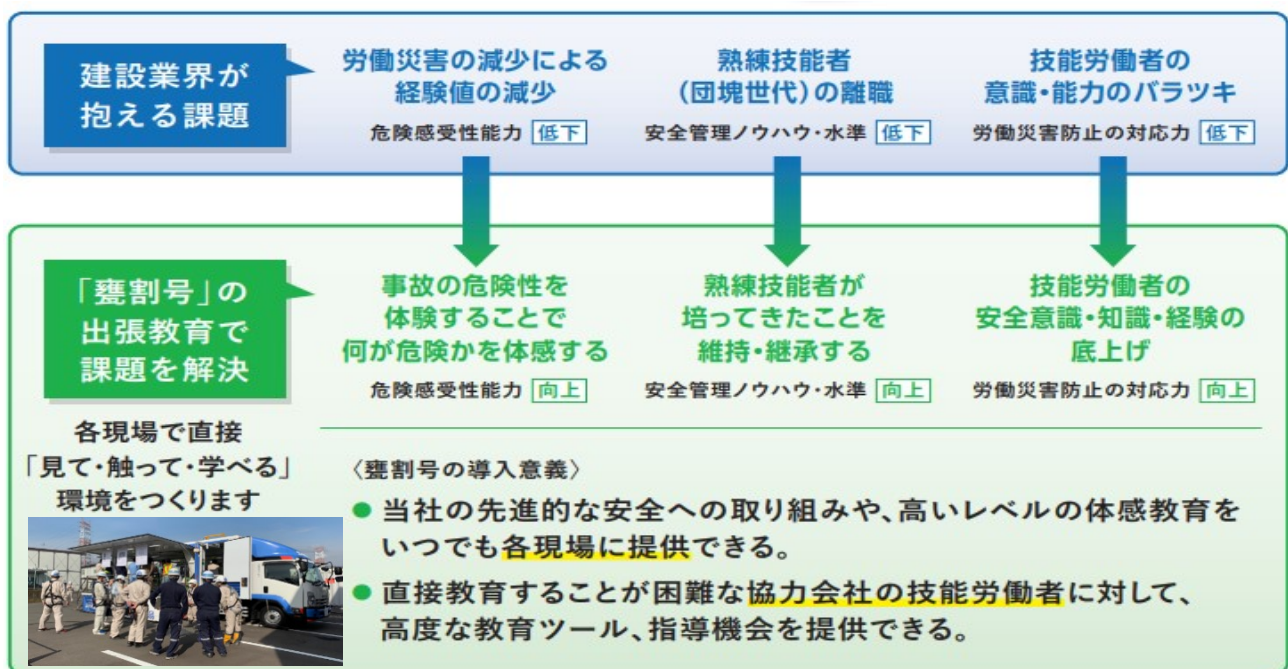 建設業界が
抱える課題
労働災害の減少による
経験値の減少
危険感受性能力 低下
熟練技能者
（団塊世代）の離職
安全管理ノウハウ・水準 低下
技能労働者の
意識・能力のバラツキ
労働災害防止の対応力 低下
「甕割号」の
出張教育で
課題を解決
事故の危険性を
体験することで
何が危険かを体感する
危険感受性能力 向上
熟練技能者が
培ってきたことを
維持・継承する
安全管理ノウハウ・水準 向上
技能労働者の
安全意識・知識・経験の
底上げ
労働災害防止の対応力 向上
各現場で直接
「見て・触って・学べる」
環境をつくります
〈甕割号の導入意義〉
● 当社の先進的な安全への取り組みや、高いレベルの体感教育を
いつでも各現場に提供できる。
● 直接教育することが困難な協力会社の技能労働者に対して、
高度な教育ツール、指導機会を提供できる。